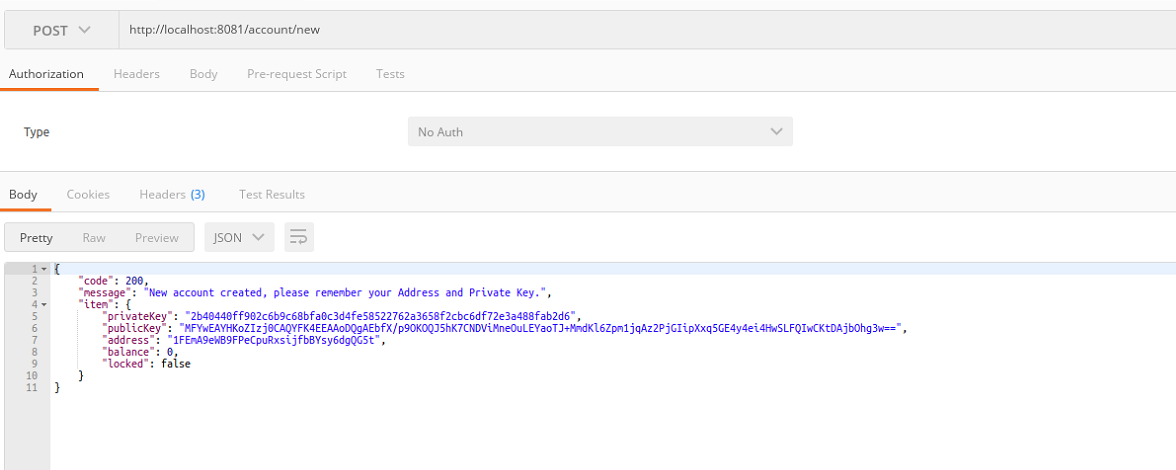 POST http://localhost:8081/account/new
Authorization Headers Body Pre-request Script Tests
Type No Auth
Body Cookies Headers (3) Test Results
Pretty Raw Preview JSON
1 {
2 "code": 200,
3 "message": "New account created, please remember your Address and Private Key.",
4 "item": {
5 "privateKey": "2b40440ff902c6b9c68bfa0c3d4fe58522762a3658f2cbc6df72e3a488fab2d6",
6 "publicKey": "MFYwEAYHKoZIzj0CAQYFK4EEAAoDQgAEbfX/p9OKOQJ5hK7CNDViMneOuLEYaoTJ+MmdKl6Zpm1jqAz2PjGIipXxq5GE4y4ei4HwSLFQIwCKtDAjbOhg3w==",
7 "address": "1FEmA9eWB9FPeCpuRxsijfbBYsy6dgQG5t",
8 "balance": 0,
9 "locked": false
10 }
11 }